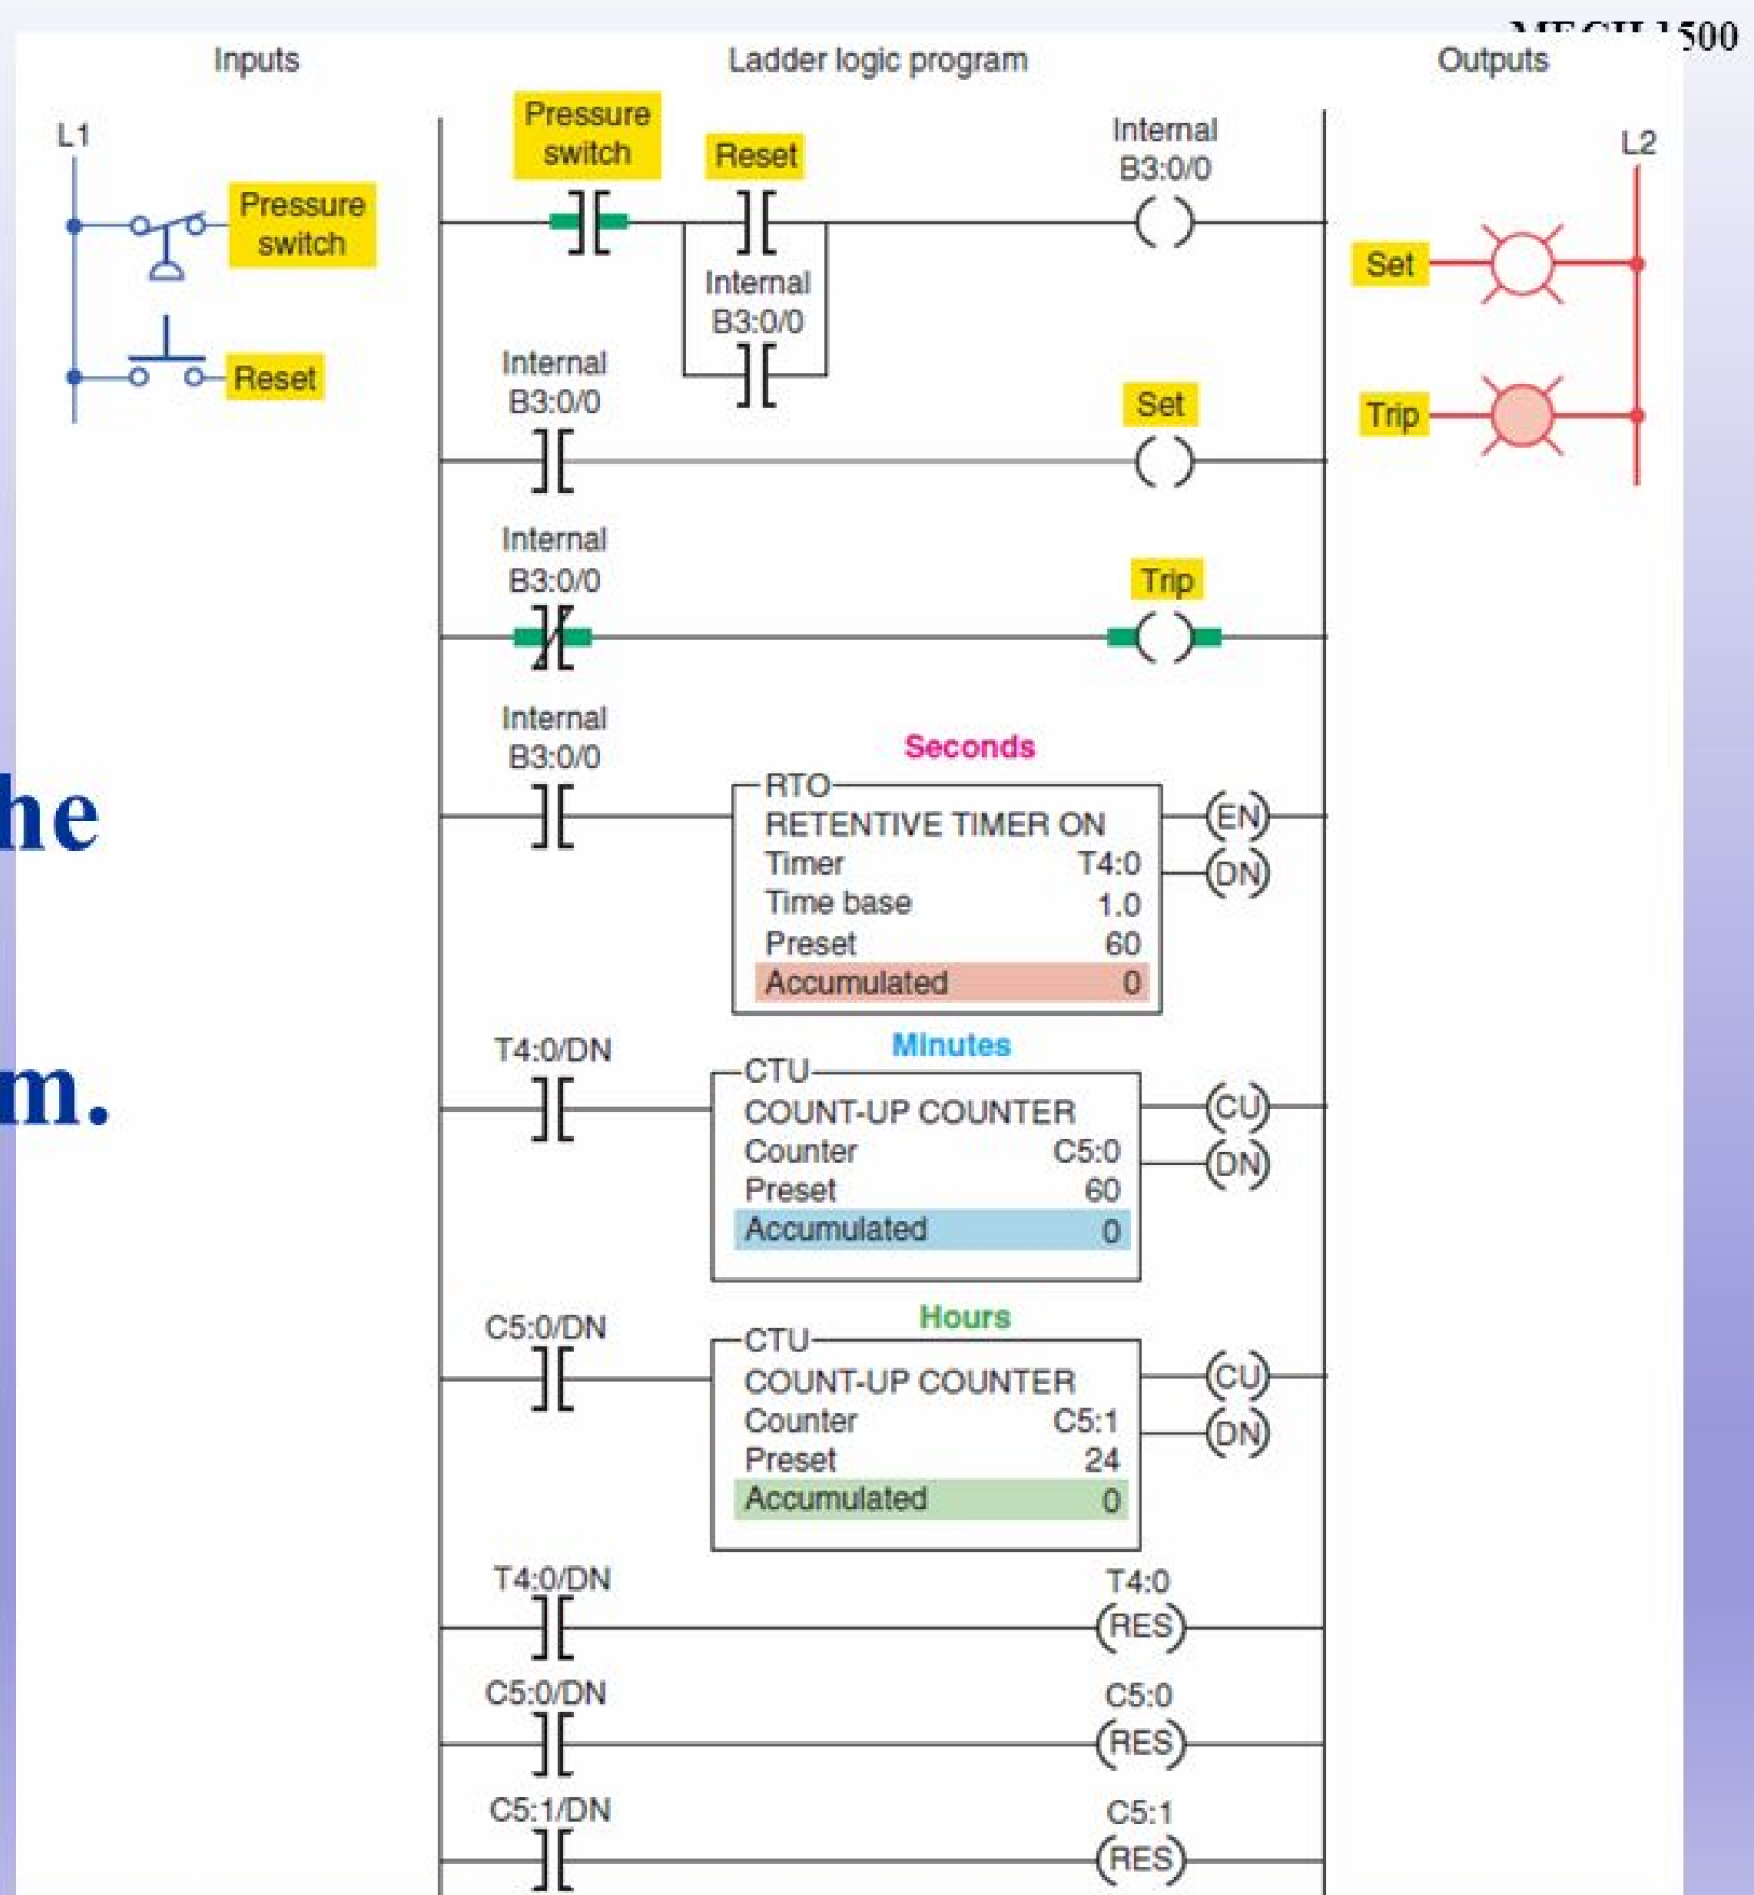 500
Inputs
Ladder logic program
Outputs
L1
Pressure
switch
Reset
Pressure
switch
Reset
Internal
B3:0/0
Internal
B3:0/0
L2
Set
Trip
Internal
B3:0/0
Set
Internal
B3:0/0
Trip
Internal
B3:0/0
Seconds
RTO
RETENTIVE TIMER ON
Timer T4:0
Time base 1.0
Preset 60
Accumulated 0
EN
DN
he
m.
T4:0/DN
Minutes
CTU
COUNT-UP COUNTER
Counter C5:0
Preset 60
Accumulated 0
CU
DN
C5:0/DN
Hours
CTU
COUNT-UP COUNTER
Counter C5:1
Preset 24
Accumulated 0
CU
DN
T4:0/DN
T4:0
RES
C5:0/DN
C5:0
RES
C5:1/DN
C5:1
RES